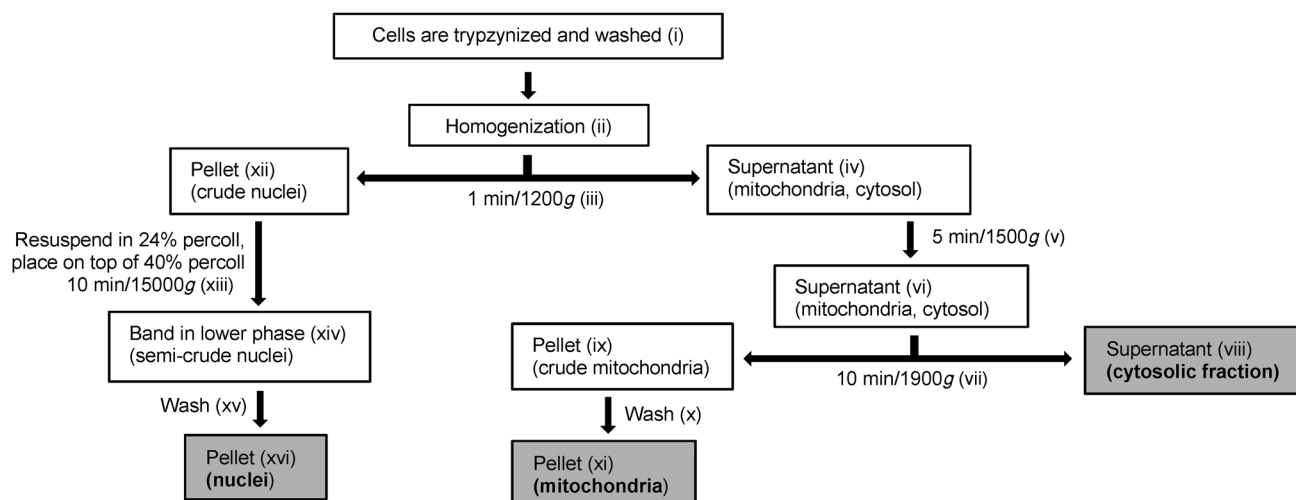 Cells are trypzynized and washed (i)
Homogenization (ii)
Pellet (xii)
(crude nuclei)
1 min/1200g (iii)
Supernatant (iv)
(mitochondria, cytosol)
Resuspend in 24% percoll,
place on top of 40% percoll
10 min/15000g (xiii)
5 min/1500g (v)
Supernatant (vi)
(mitochondria, cytosol)
Band in lower phase (xiv)
(semi-crude nuclei)
Pellet (ix)
(crude mitochondria)
10 min/1900g (vii)
Supernatant (viii)
(cytosolic fraction)
Wash (xv)
Wash (x)
Pellet (xvi)
(nuclei)
Pellet (xi)
(mitochondria)